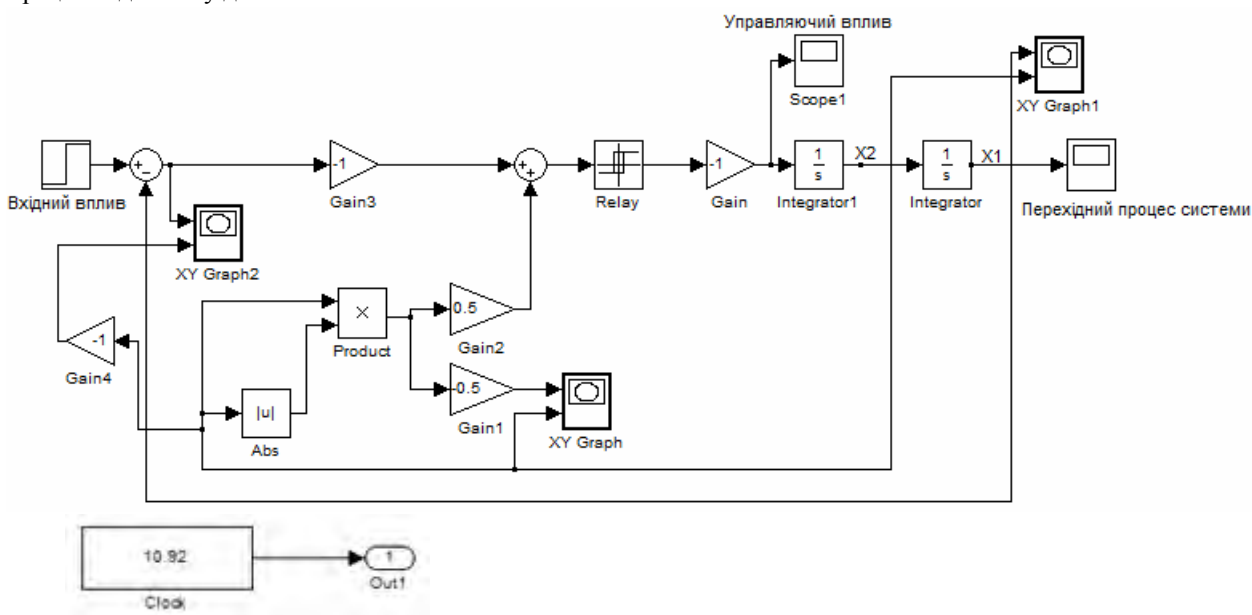 Управляючий вплив
Scope1
XY Graph1
+
−
-1
+
+
-1
1
s
X2
1
s
X1
Вхідний вплив
Gain3
Relay
Gain
Integrator1
Integrator
Перехідний процес системи
XY Graph2
×
Product
0.5
Gain2
-1
Gain4
|u|
Abs
-0.5
Gain1
XY Graph
10.92
1
Out1
Clock